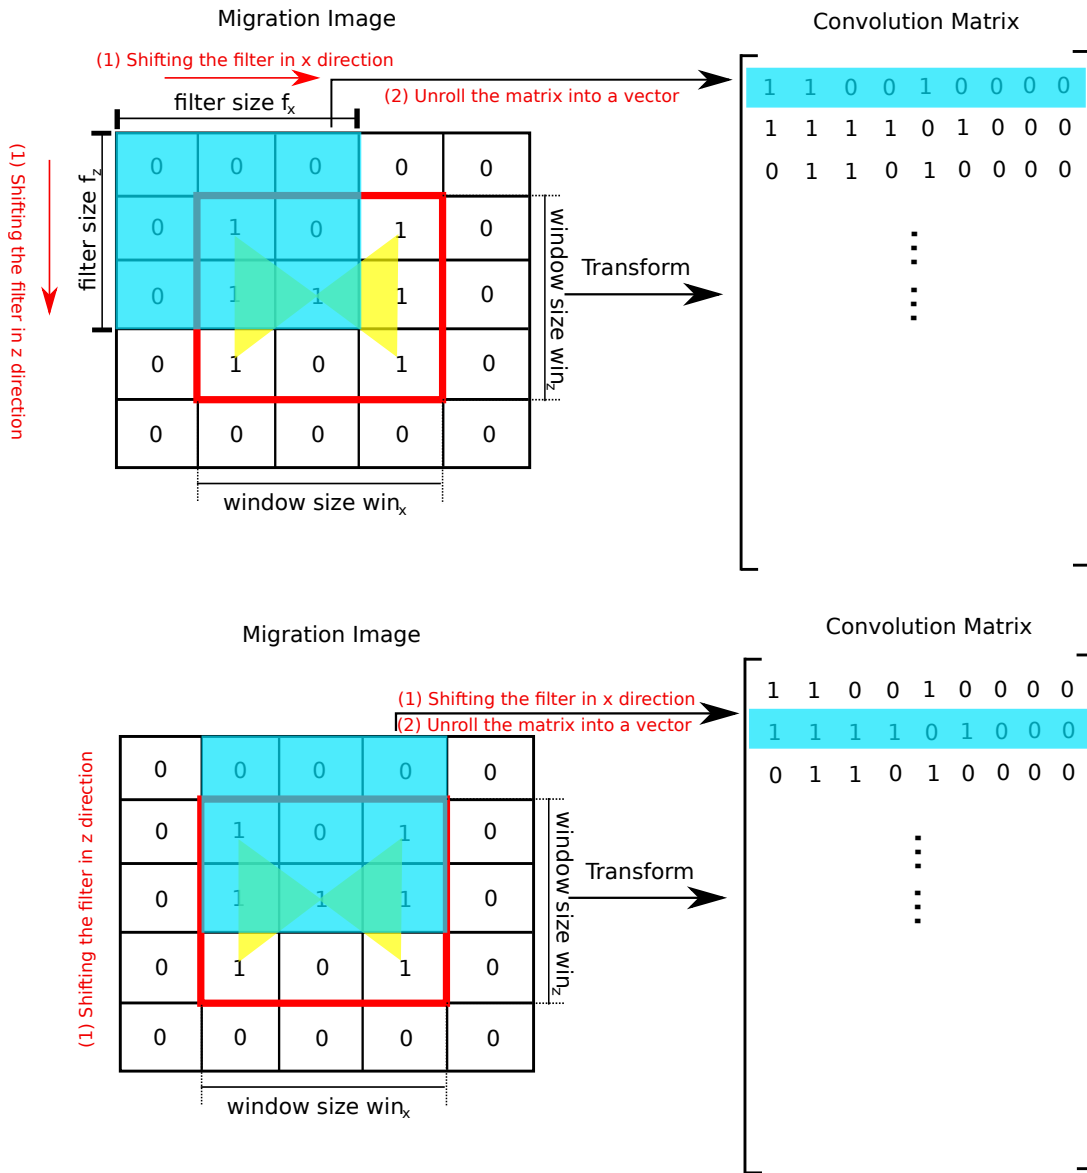 Migration Image
Convolution Matrix
(1) Shifting the filter in x direction
(2) Unroll the matrix into a vector
filter size f_x
filter size f_z
(1) Shifting the filter in z direction
0 0 0 0 0
0 1 0 1 0
0 1 1 1 0
0 1 0 1 0
0 0 0 0 0
window size win_z
window size win_x
Transform
1 1 0 0 1 0 0 0 0
1 1 1 1 0 1 0 0 0
0 1 1 0 1 0 0 0 0
⋮
⋮
Migration Image
Convolution Matrix
(1) Shifting the filter in x direction
(2) Unroll the matrix into a vector
(1) Shifting the filter in z direction
0 0 0 0 0
0 1 0 1 0
0 1 1 1 0
0 1 0 1 0
0 0 0 0 0
window size win_z
window size win_x
Transform
1 1 0 0 1 0 0 0 0
1 1 1 1 0 1 0 0 0
0 1 1 0 1 0 0 0 0
⋮
⋮